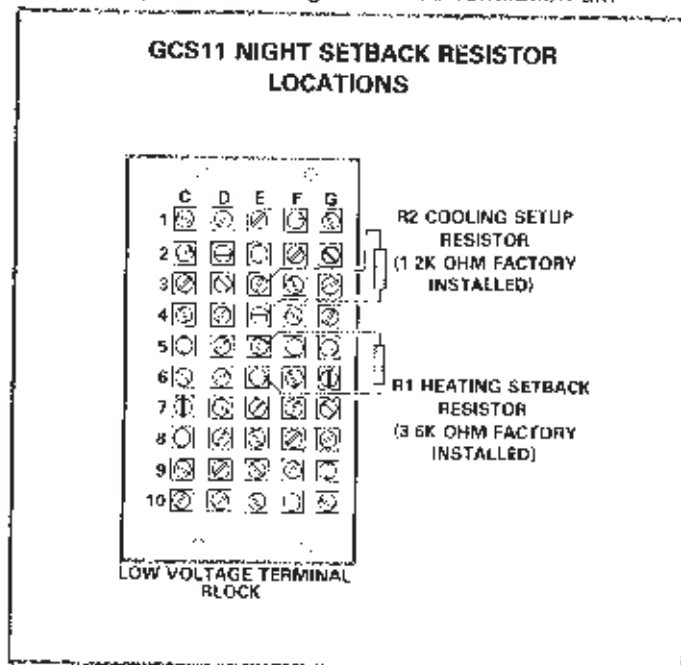 GCS11 NIGHT SETBACK RESISTOR
LOCATIONS
C D E F G
1
2
3
4
5
6
7
8
9
10
R2 COOLING SETUP
RESISTOR
(1 2K OHM FACTORY
INSTALLED)
R1 HEATING SETBACK
RESISTOR
(3 6K OHM FACTORY
INSTALLED)
LOW VOLTAGE TERMINAL
BLOCK